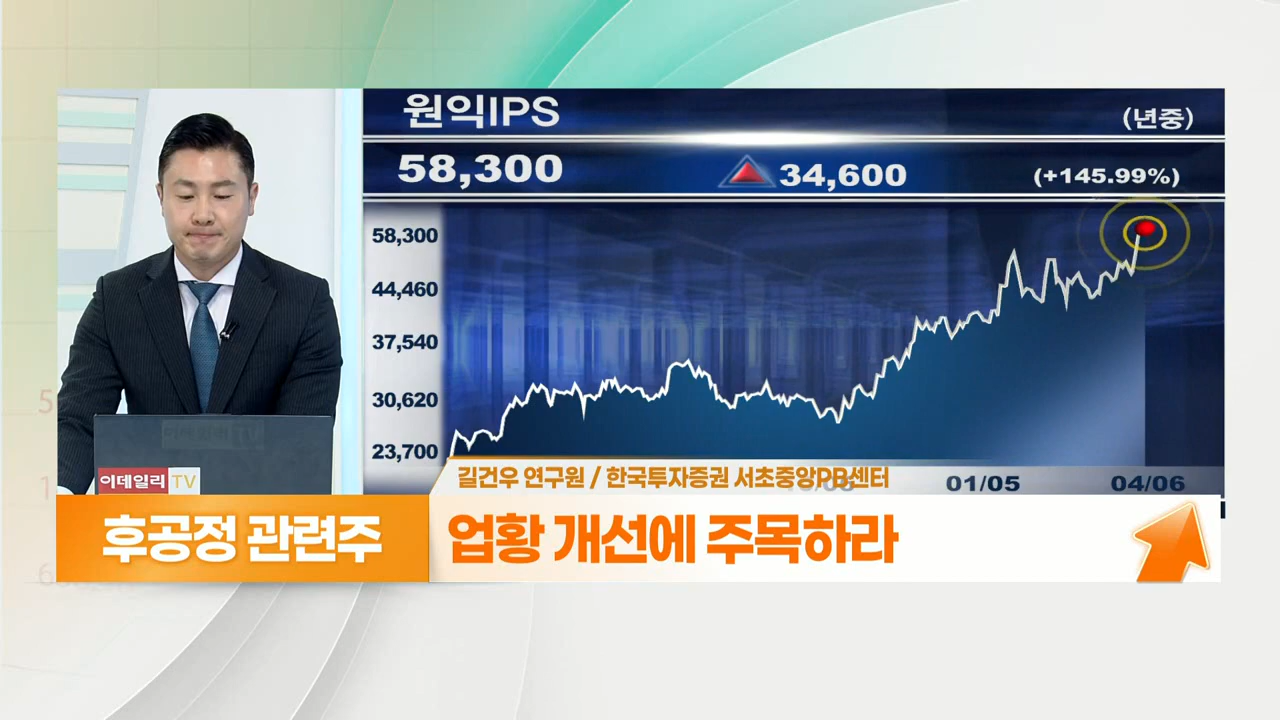 원익IPS
(년중)
58,300
34,600
(+145.99%)
58,300
44,460
37,540
30,620
23,700
01/05
04/06
길건우 연구원 / 한국투자증권 서초중앙PB센터
이데일리TV
후공정 관련주
업황 개선에 주목하라